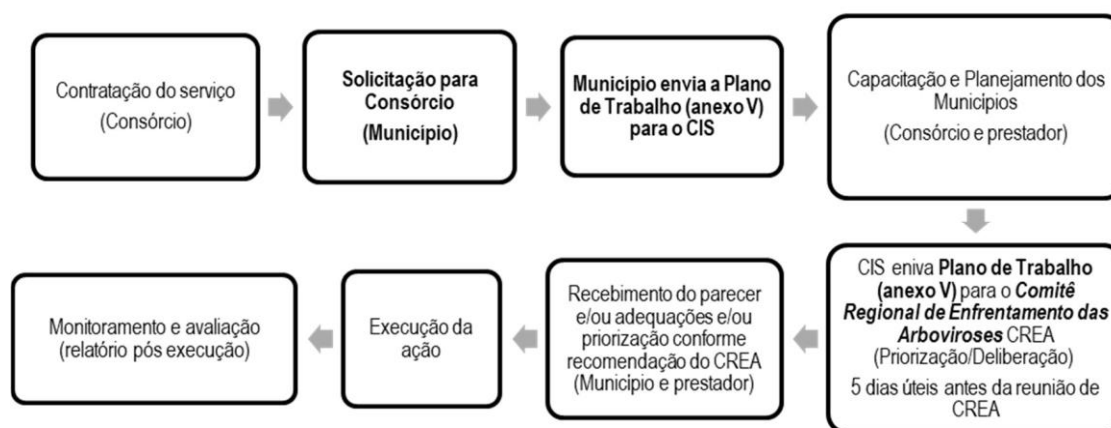 Contratação do serviço
(Consórcio)
Solicitação para
Consórcio
(Município)
Município envia a Plano
de Trabalho (anexo V)
para o CIS
Capacitação e Planejamento dos
Municípios
(Consórcio e prestador)
CIS eniva Plano de Trabalho
(anexo V) para o Comitê
Regional de Enfrentamento das
Arboviroses CREA
(Priorização/Deliberação)
5 dias úteis antes da reunião de
CREA
Recebimento do parecer
e/ou adequações e/ou
priorização conforme
recomendação do CREA
(Município e prestador)
Execução da
ação
Monitoramento e avaliação
(relatório pós execução)